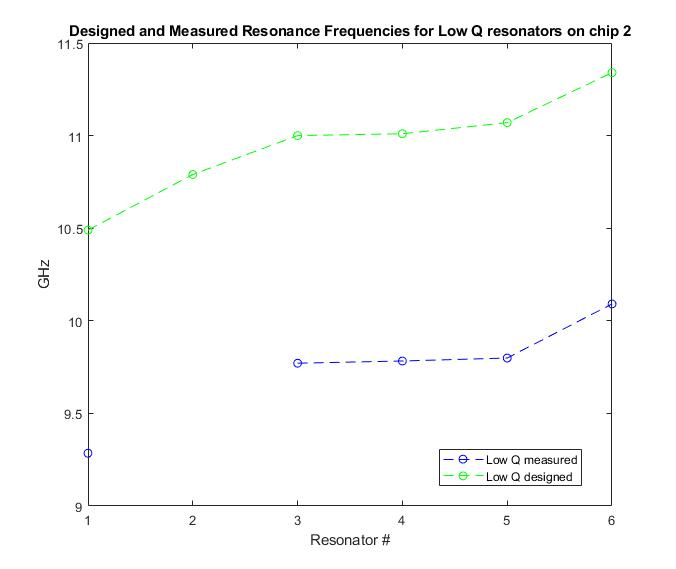 Designed and Measured Resonance Frequencies for Low Q resonators on chip 2
11.5
11
10.5
10
9.5
9
GHz
1 2 3 4 5 6
Resonator #
Low Q measured
Low Q designed